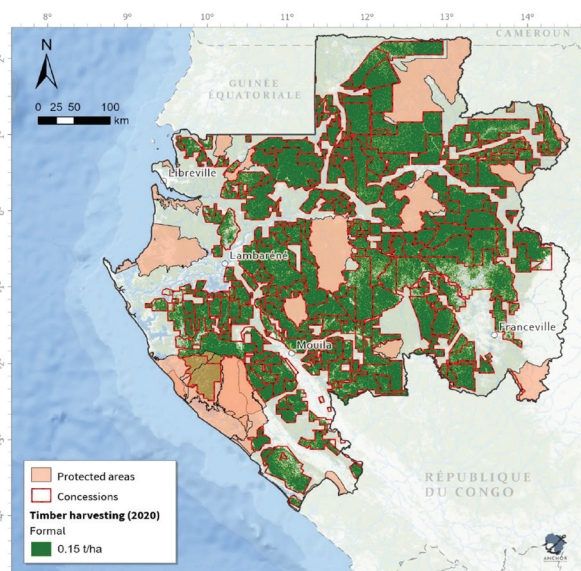 8° 9° 10° 11° 12° 13° 14°
CAMEROUN
N
GUINÉE
ÉQUATORIALE
0 25 50 100
km
Libreville
Lambaréné
Franceville
Mouila
Protected areas
Concessions
Timber harvesting (2020)
Formal
0.15 t/ha
RÉPUBLIQUE
DU CONGO
ANCHOR